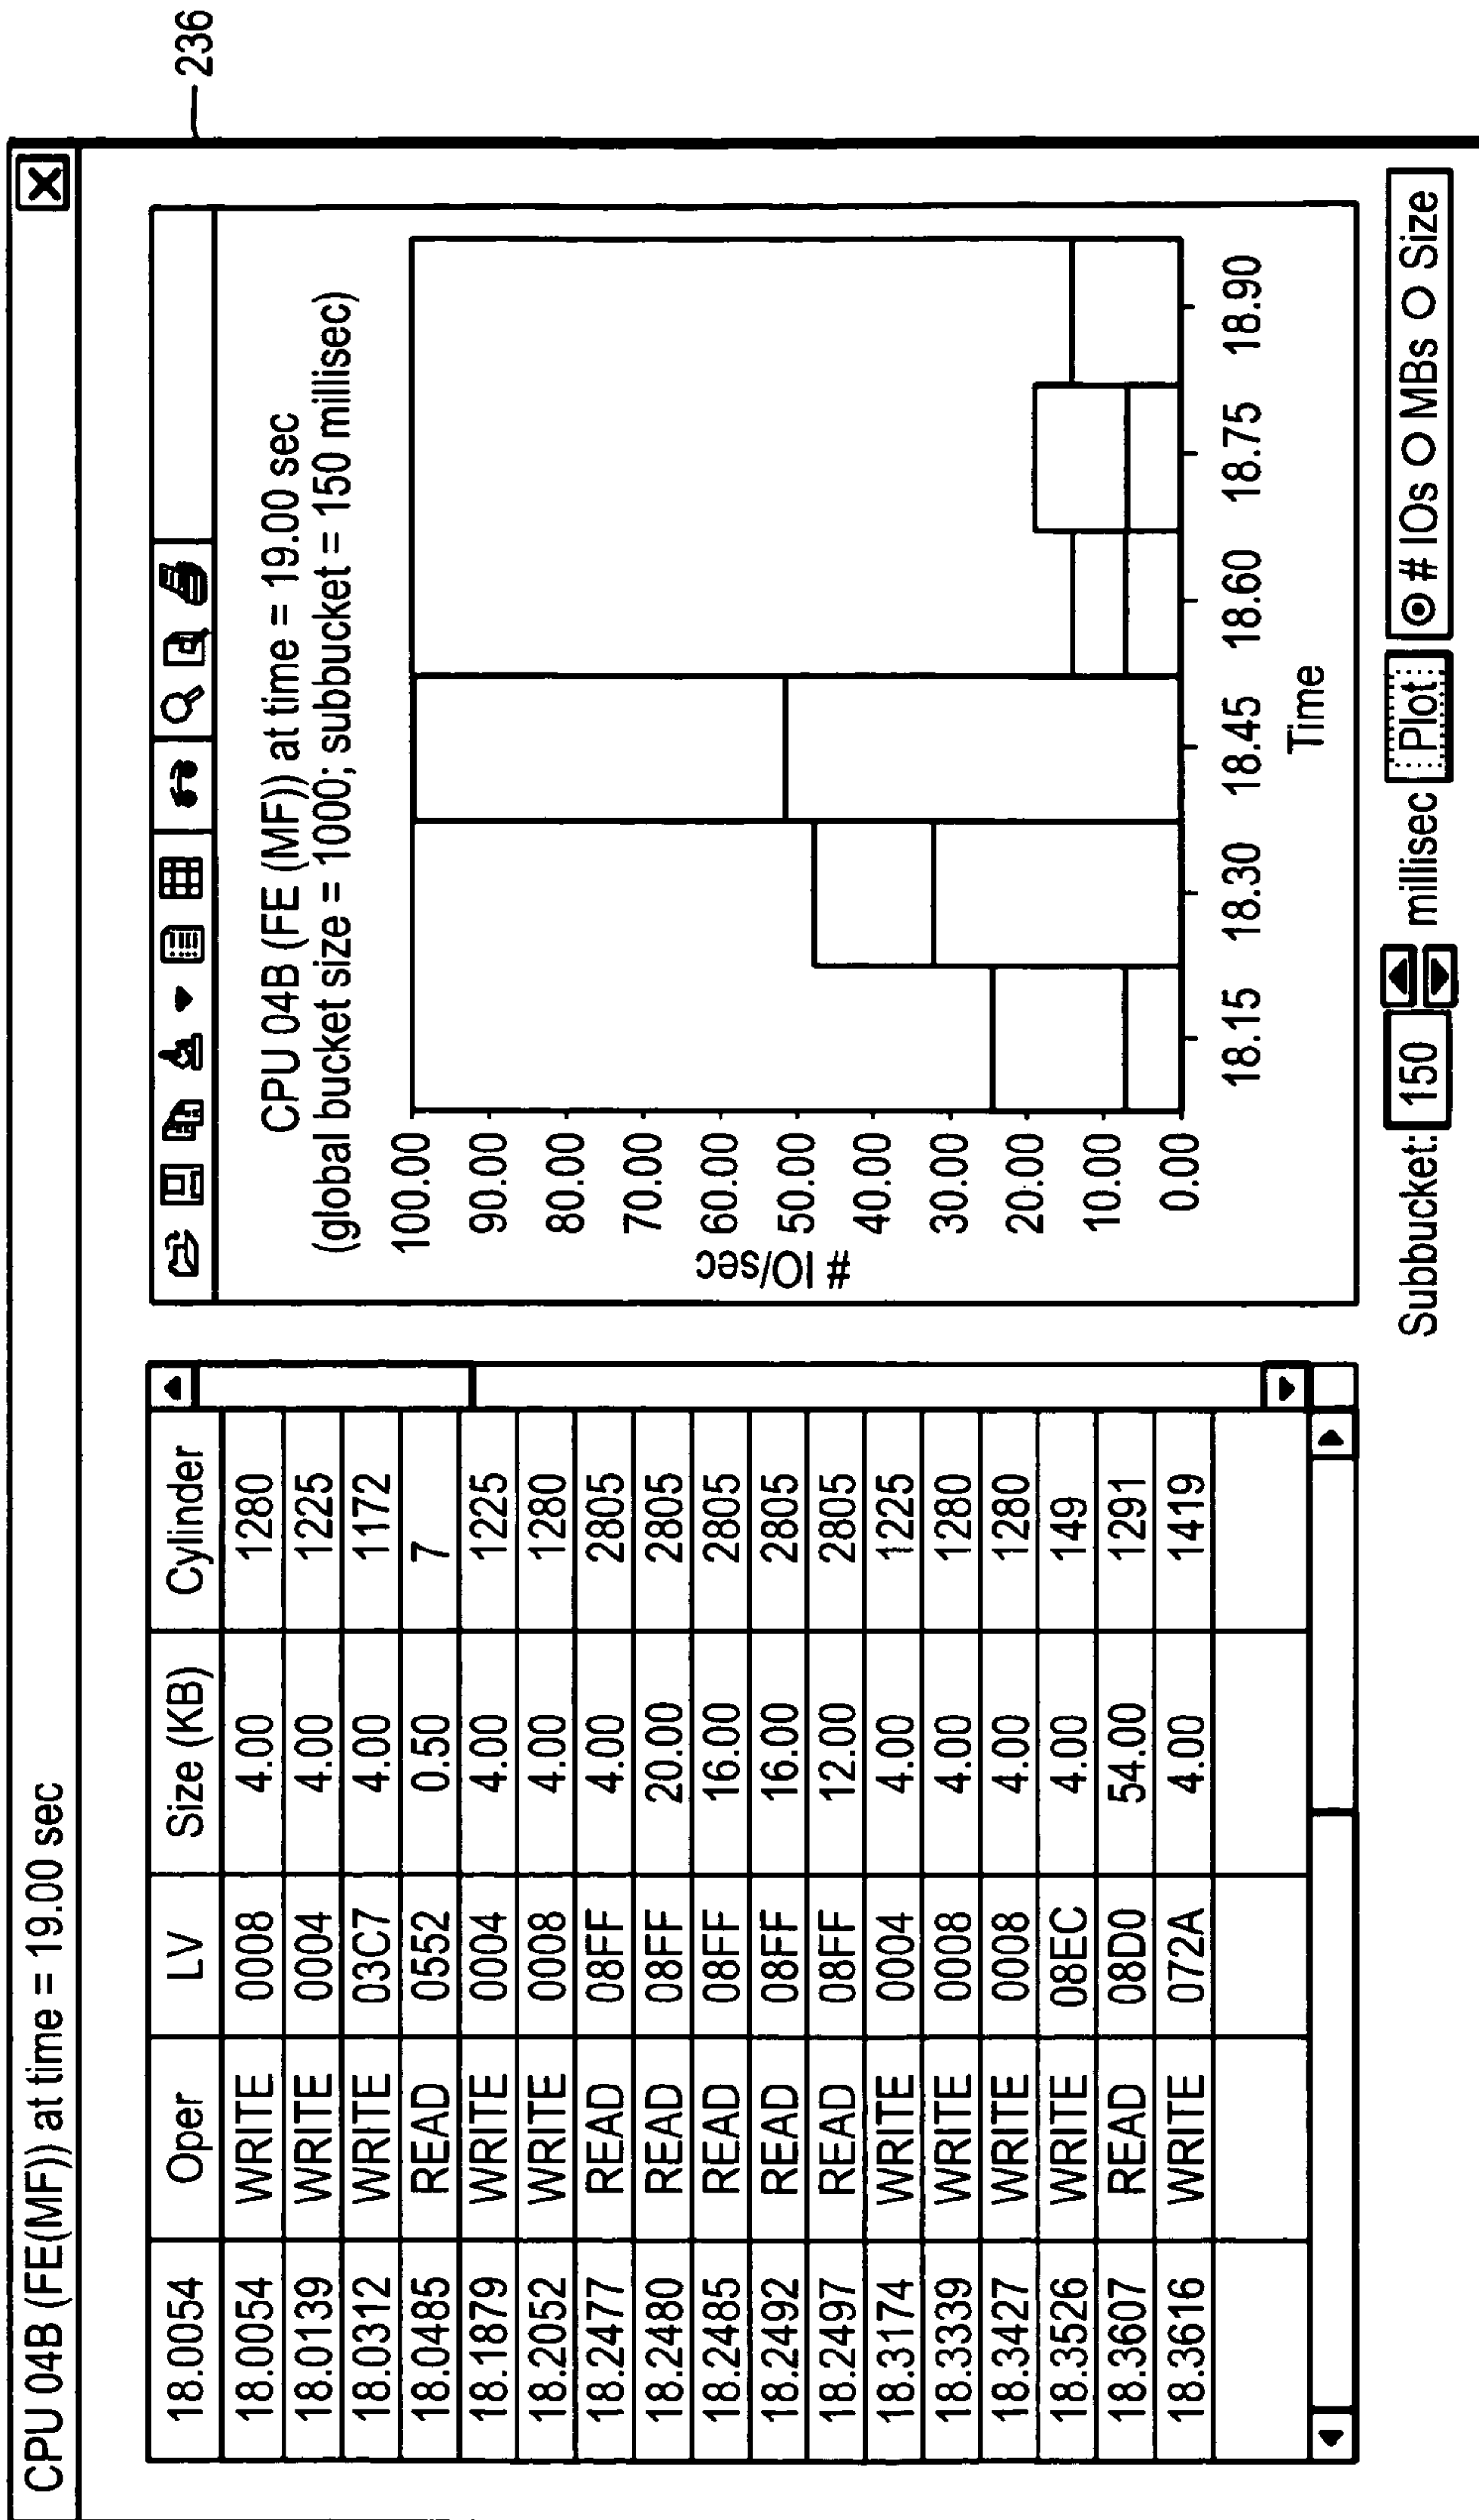 236
CPU 04B (FE(MF)) at time = 19.00 sec
18.0054 Oper LV Size (KB) Cylinder
18.0054 WRITE 0008 4.00 1280
18.0139 WRITE 0004 4.00 1225
18.0312 WRITE 03C7 4.00 1172
18.0485 READ 0552 0.50 7
18.1879 WRITE 0004 4.00 1225
18.2052 WRITE 0008 4.00 1280
18.2477 READ 08FF 4.00 2805
18.2480 READ 08FF 20.00 2805
18.2485 READ 08FF 16.00 2805
18.2492 READ 08FF 16.00 2805
18.2497 READ 08FF 12.00 2805
18.3174 WRITE 0004 4.00 1225
18.3339 WRITE 0008 4.00 1280
18.3427 WRITE 0008 4.00 1280
18.3526 WRITE 08EC 4.00 149
18.3607 READ 08D0 54.00 1291
18.3616 WRITE 072A 4.00 1419
CPU 04B (FE (MF)) at time = 19.00 sec
(global bucket size = 1000; subbucket = 150 millisec)
# IO/sec
100.00
90.00
80.00
70.00
60.00
50.00
40.00
30.00
20.00
10.00
0.00
18.15 18.30 18.45 18.60 18.75 18.90
Time
Subbucket: 150 millisec Plot # IOs MBs Size